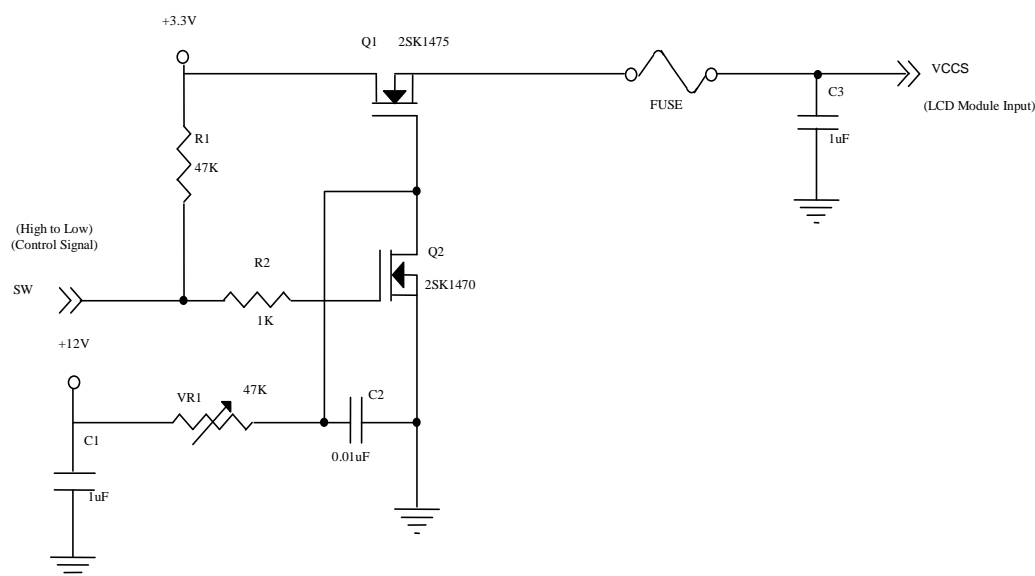 +3.3V
Q1 2SK1475
FUSE
VCCS
(LCD Module Input)
C3
1uF
R1
47K
(High to Low)
(Control Signal)
SW
R2
1K
Q2
2SK1470
+12V
VR1
47K
C2
0.01uF
C1
1uF